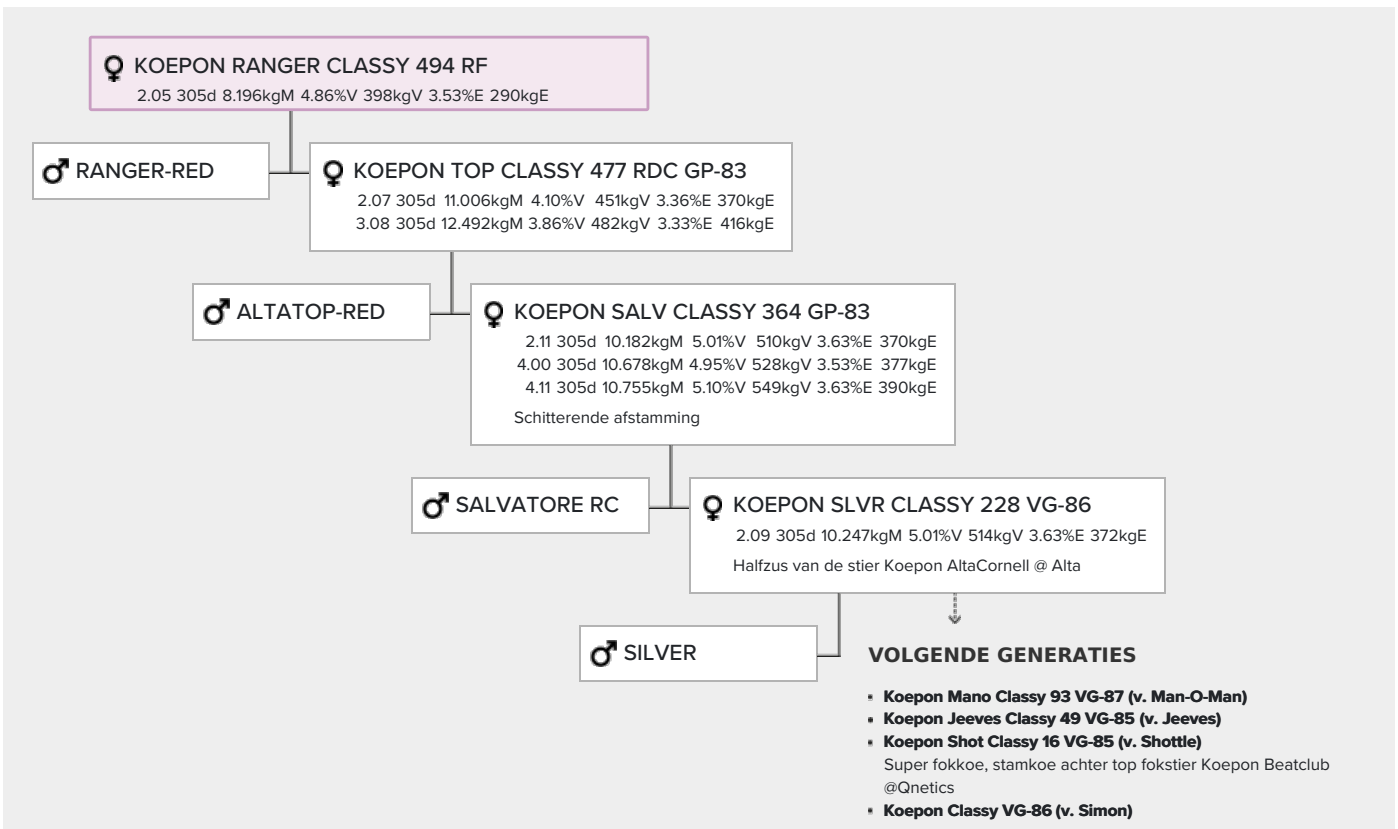 KOEPON RANGER CLASSY 494 RF
2.05 305d 8.196kgM 4.86%V 398kgV 3.53%E 290kgE
RANGER-RED
KOEPON TOP CLASSY 477 RDC GP-83
2.07 305d 11.006kgM 4.10%V 451kgV 3.36%E 370kgE
3.08 305d 12.492kgM 3.86%V 482kgV 3.33%E 416kgE
ALTATOP-RED
KOEPON SALV CLASSY 364 GP-83
2.11 305d 10.182kgM 5.01%V 510kgV 3.63%E 370kgE
4.00 305d 10.678kgM 4.95%V 528kgV 3.53%E 377kgE
4.11 305d 10.755kgM 5.10%V 549kgV 3.63%E 390kgE
Schitterende afstamming
SALVATORE RC
KOEPON SLVR CLASSY 228 VG-86
2.09 305d 10.247kgM 5.01%V 514kgV 3.63%E 372kgE
Halfzus van de stier Koepon AltaCornell @ Alta
SILVER
VOLGENDE GENERATIES
Koepon Mano Classy 93 VG-87 (v. Man-O-Man)
Koepon Jeeves Classy 49 VG-85 (v. Jeeves)
Koepon Shot Classy 16 VG-85 (v. Shottle)
Super fokkoe, stamkoe achter top fokstier Koepon Beatclub
@Qnetics
Koepon Classy VG-86 (v. Simon)